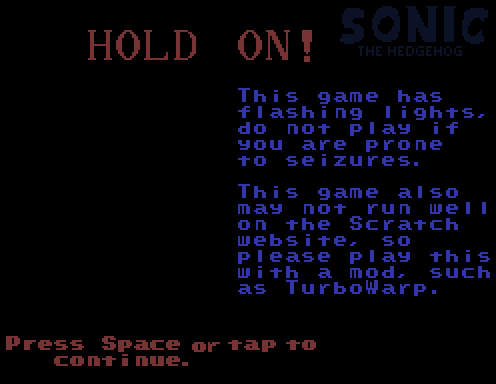 HOLD ON!
SONIC
THE HEDGEHOG
This game has
flashing lights,
do not play if
you are prone
to seizures.
This game also
may not run well
on the Scratch
website, so
please play this
with a mod, such
as TurboWarp.
Press Space or tap to
continue.